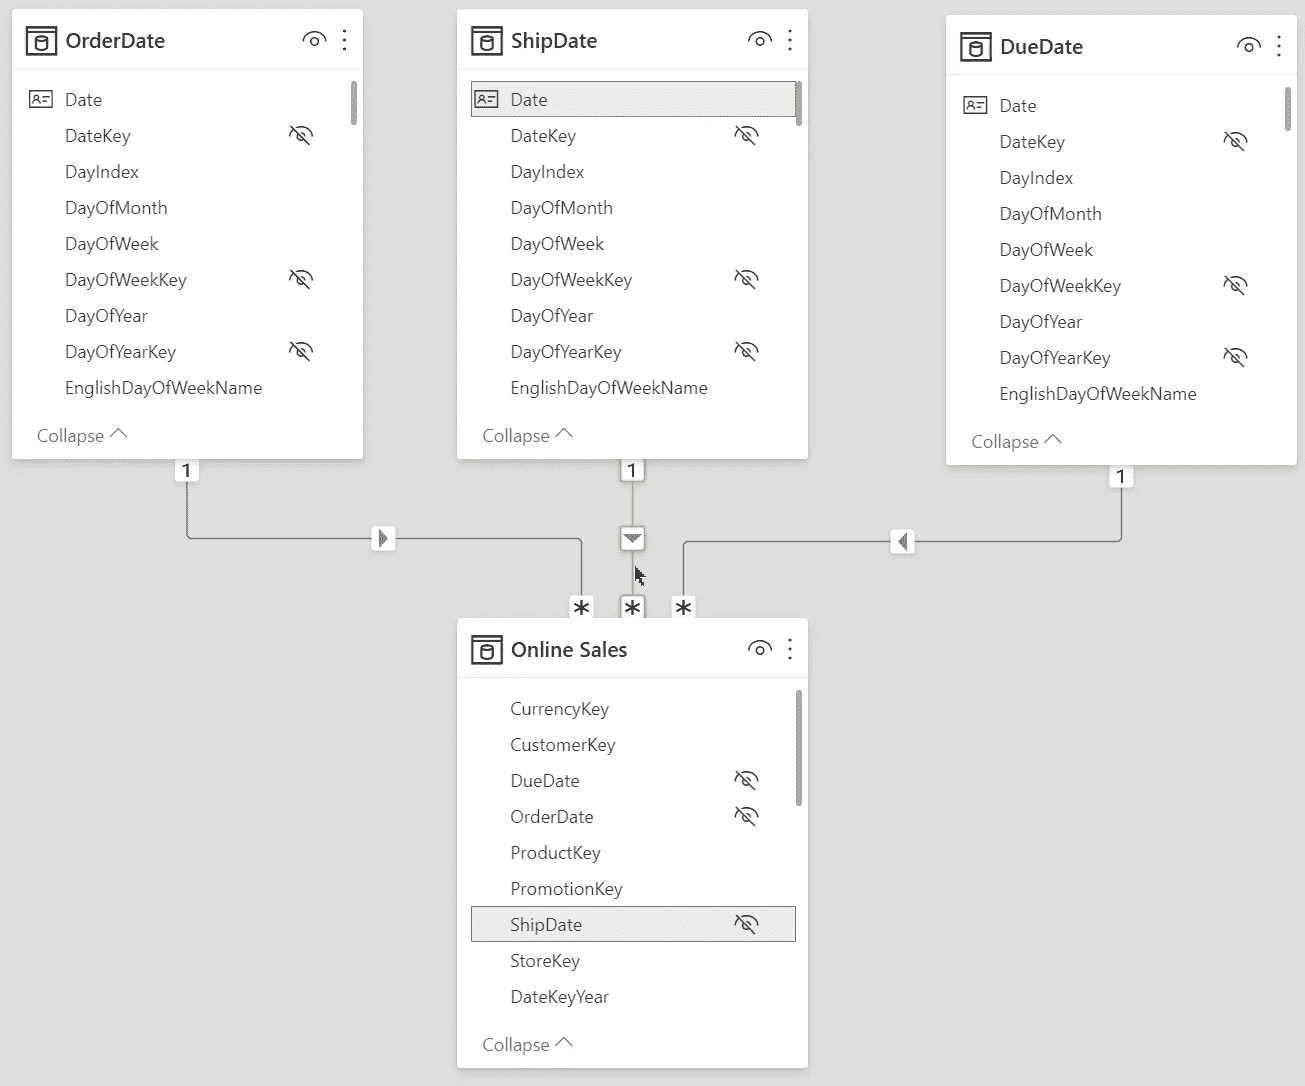 OrderDate
Date
DateKey
DayIndex
DayOfMonth
DayOfWeek
DayOfWeekKey
DayOfYear
DayOfYearKey
EnglishDayOfWeekName
Collapse
1
ShipDate
Date
DateKey
DayIndex
DayOfMonth
DayOfWeek
DayOfWeekKey
DayOfYear
DayOfYearKey
EnglishDayOfWeekName
Collapse
1
DueDate
Date
DateKey
DayIndex
DayOfMonth
DayOfWeek
DayOfWeekKey
DayOfYear
DayOfYearKey
EnglishDayOfWeekName
Collapse
1
* * *
Online Sales
CurrencyKey
CustomerKey
DueDate
OrderDate
ProductKey
PromotionKey
ShipDate
StoreKey
DateKeyYear
Collapse